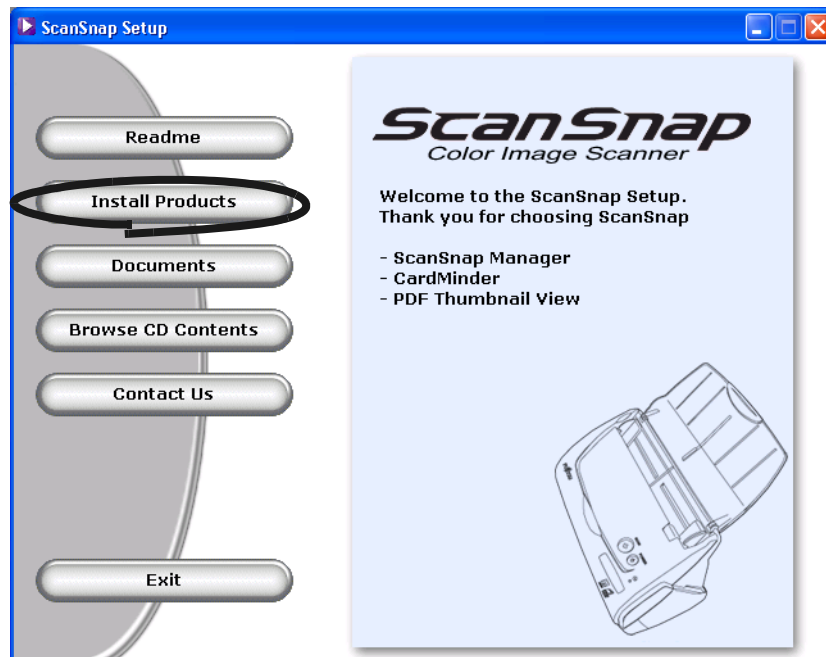 ScanSnap Setup
Readme
Install Products
Documents
Browse CD Contents
Contact Us
Exit
ScanSnap
Color Image Scanner
Welcome to the ScanSnap Setup.
Thank you for choosing ScanSnap
- ScanSnap Manager
- CardMinder
- PDF Thumbnail View